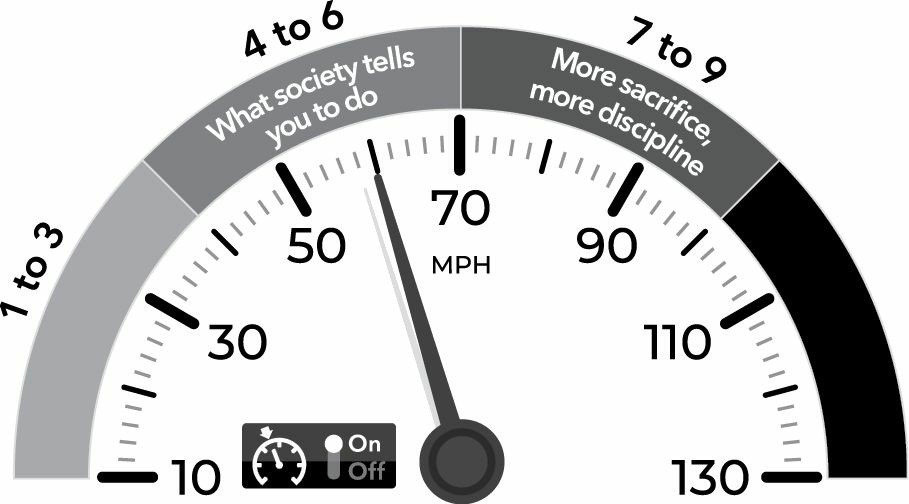 1 to 3
4 to 6
7 to 9
What society tells
you to do
More sacrifice,
more discipline
10
30
50
70
90
110
130
MPH
On
Off